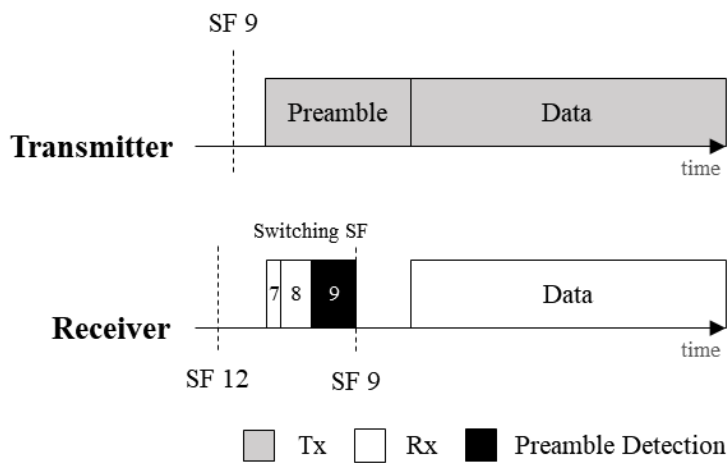 SF 9
Preamble Data
Transmitter
time
Switching SF
7 8 9 Data
Receiver
time
SF 12 SF 9
Tx Rx Preamble Detection